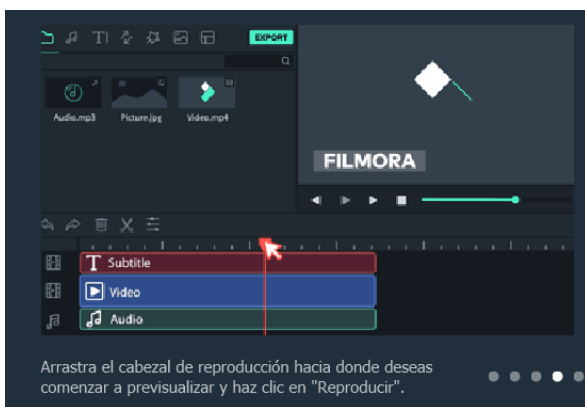 TI
EXPORT
Audio.mp3 Picture.jpg Video.mp4
FILMORA
T Subtitle
Video
Audio
Arrastra el cabezal de reproducción hacia donde deseas
comenzar a previsualizar y haz clic en "Reproducir".